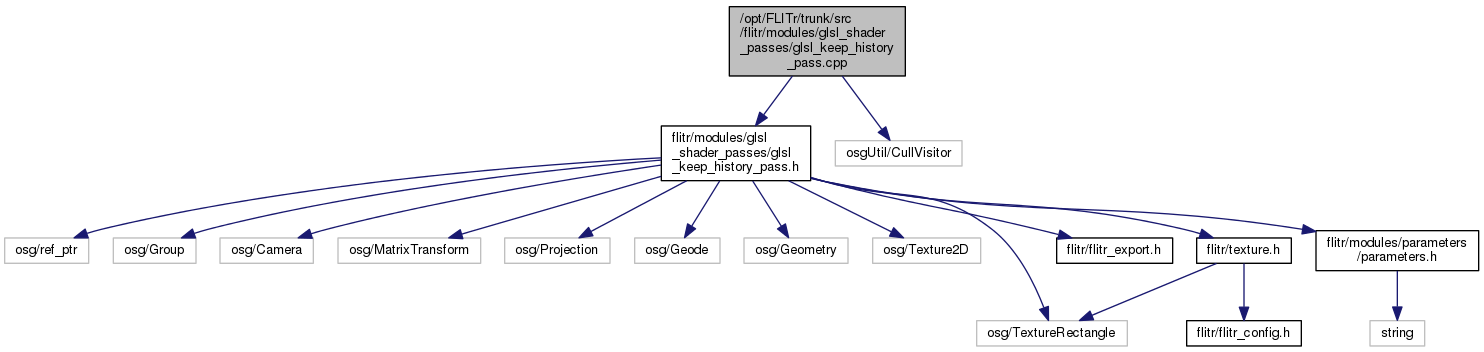 /opt/FLITr/trunk/src
/flitr/modules/glsl_shader
_passes/glsl_keep_history
_pass.cpp
flitr/modules/glsl
_shader_passes/glsl
_keep_history_pass.h
osgUtil/CullVisitor
osg/ref_ptr
osg/Group
osg/Camera
osg/MatrixTransform
osg/Projection
osg/Geode
osg/Geometry
osg/Texture2D
flitr/flitr_export.h
flitr/texture.h
flitr/modules/parameters
/parameters.h
osg/TextureRectangle
flitr/flitr_config.h
string